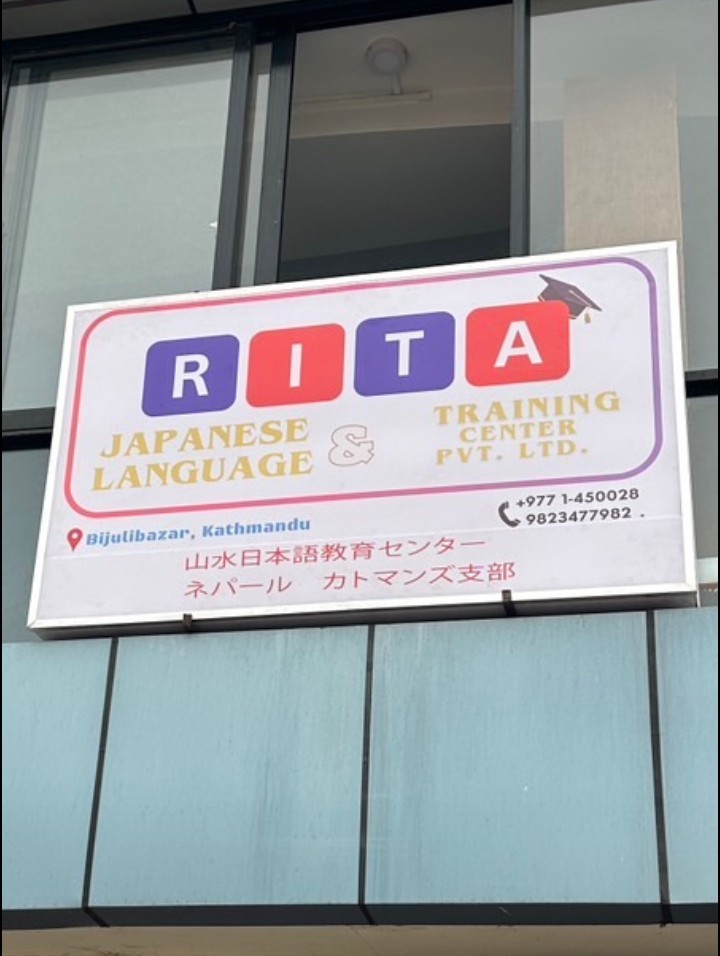 RITA
JAPANESE LANGUAGE & TRAINING CENTER PVT. LTD.
Bijulibazar, Kathmandu
+977 1-450028
9823477982 .
山水日本語教育センター
ネパール カトマンズ支部